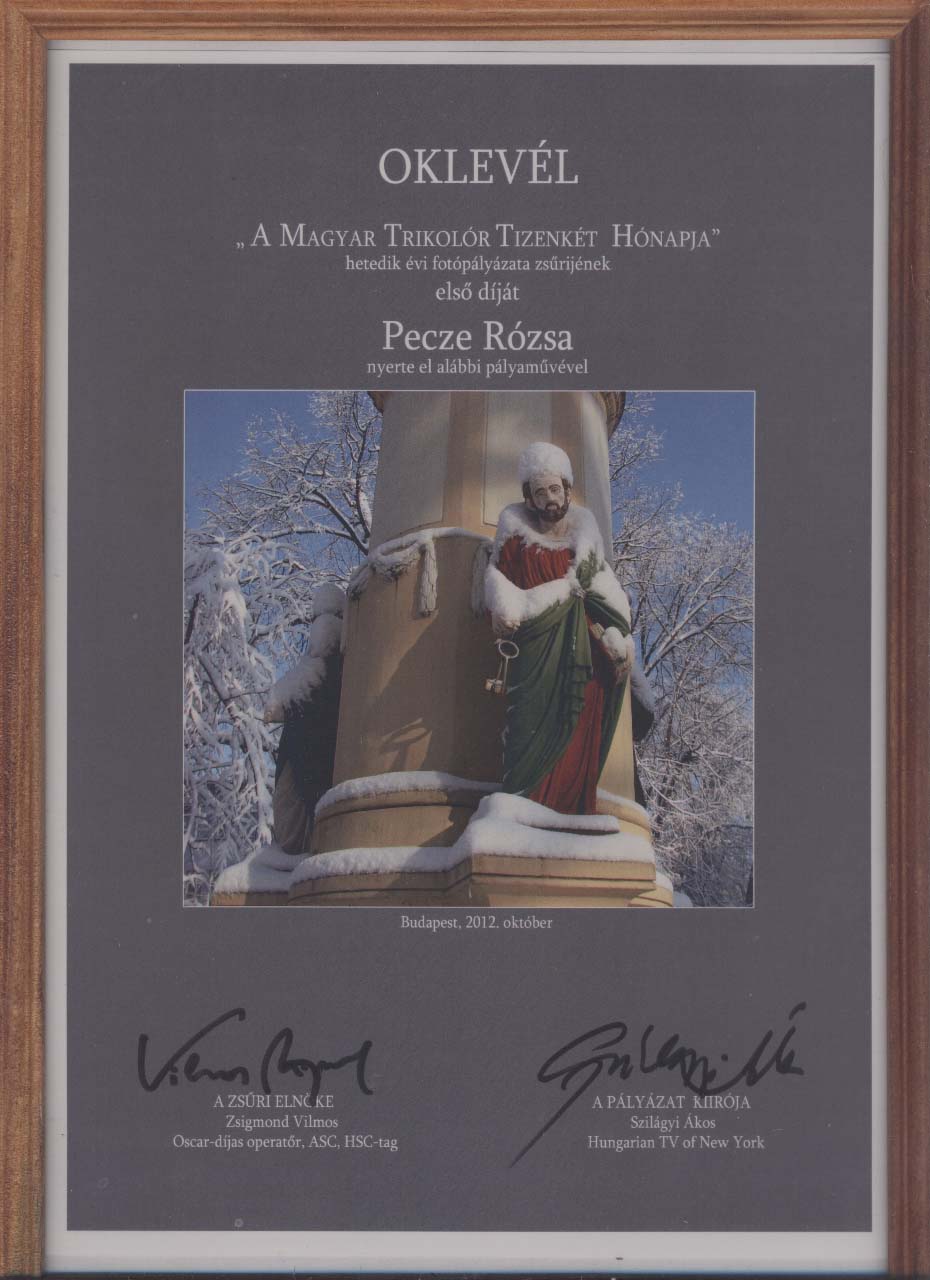 OKLEVÉL
„A MAGYAR TRIKOLÓR TIZENKÉT HÓNAPJA”
hetedik évi fotópályázata zsűrijének
első díját
Pecze Rózsa
nyerte el alábbi pályaművével
Budapest, 2012. október
A ZSŰRI ELNÖKE
Zsigmond Vilmos
Oscar-díjas operatőr, ASC, HSC-tag
A PÁLYÁZAT KIÍRÓJA
Szilágyi Ákos
Hungarian TV of New York